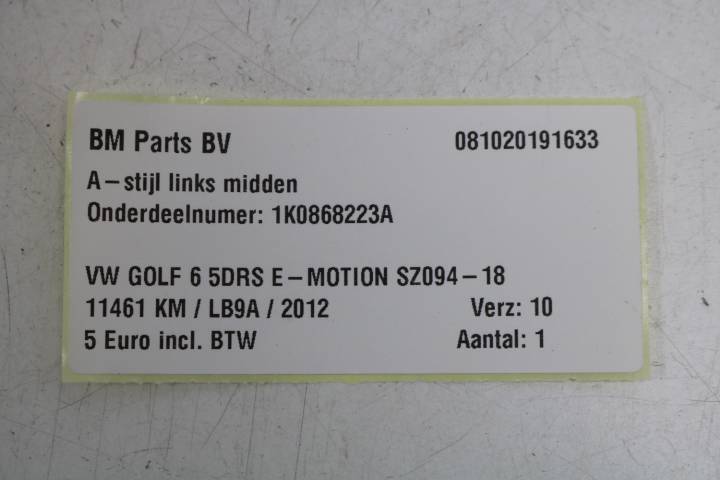 BM Parts BV 081020191633
A-stijl links midden
Onderdeelnumer: 1K0868223A
VW GOLF 6 5DRS E-MOTION SZ094-18
11461 KM / LB9A / 2012 Verz: 10
5 Euro incl. BTW Aantal: 1